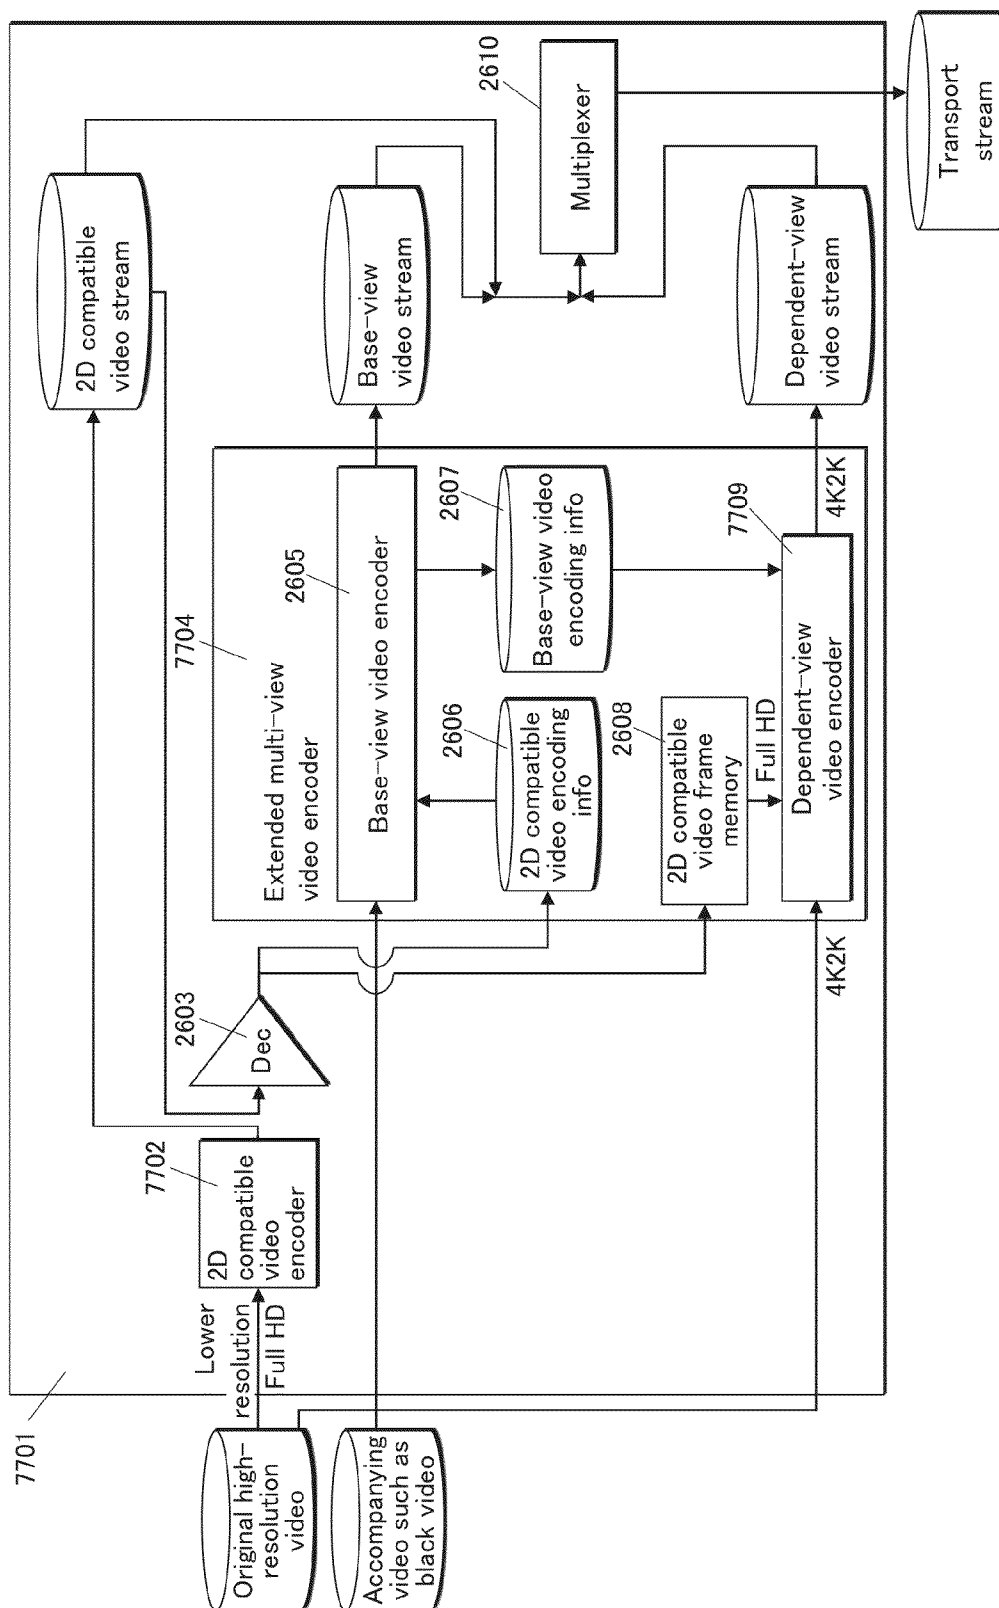 7701
Original high-
resolution
video
Accompanying
video such as
black video
Lower
resolution
Full HD
7702
2D
compatible
video
encoder
2603
Dec
4K2K
7704
Extended multi-view
video encoder
2605
Base-view video encoder
2606
2D compatible
video encoding
info
2607
Base-view video
encoding info
2608
2D compatible
video frame
memory
Full HD
7709
Dependent-view
video encoder
4K2K
2D compatible
video stream
Base-view
video stream
Dependent-view
video stream
2610
Multiplexer
Transport
stream